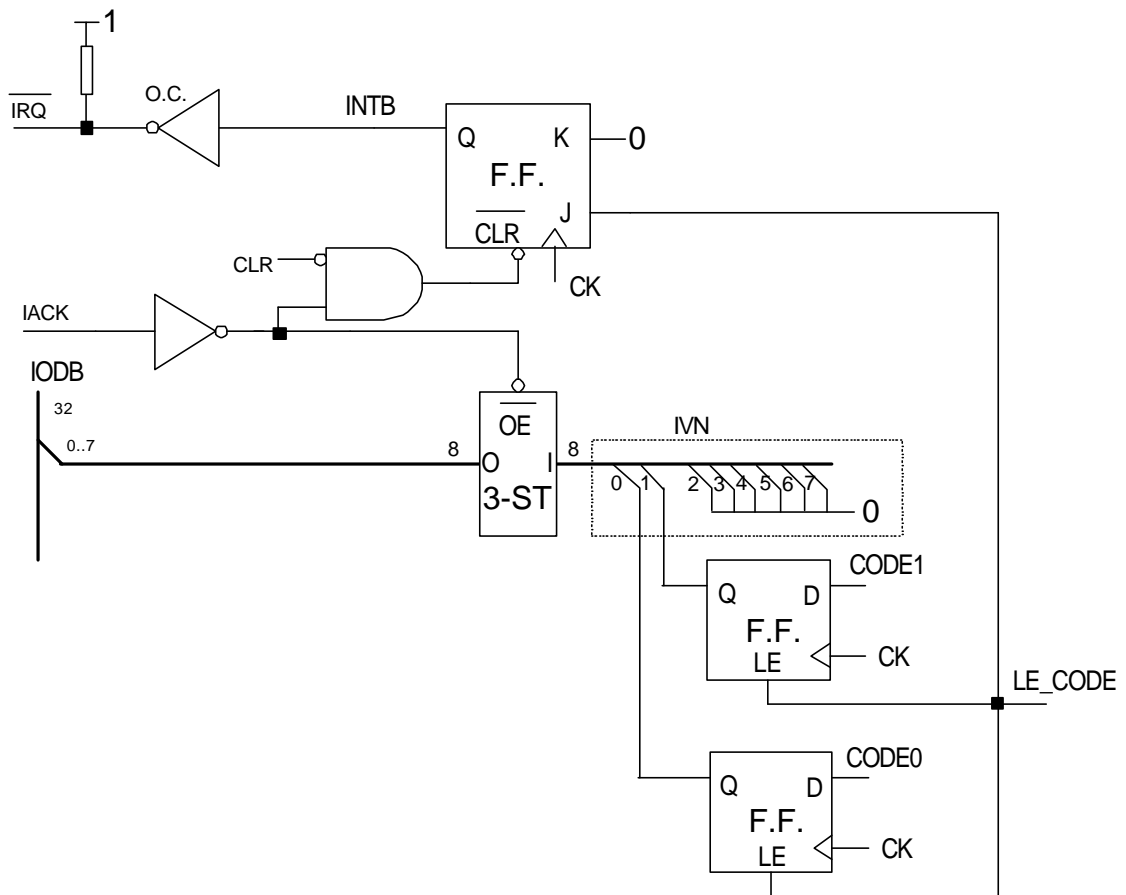 1
O.C.
IRQ
INTB
Q
K
0
F.F.
J
CLR
CLR
CK
IACK
IODB
32
0..7
8
OE
8
IVN
O
I
3-ST
0
1
2
3
4
5
6
7
0
CODE1
Q
D
F.F.
LE
CK
LE_CODE
CODE0
Q
D
F.F.
LE
CK